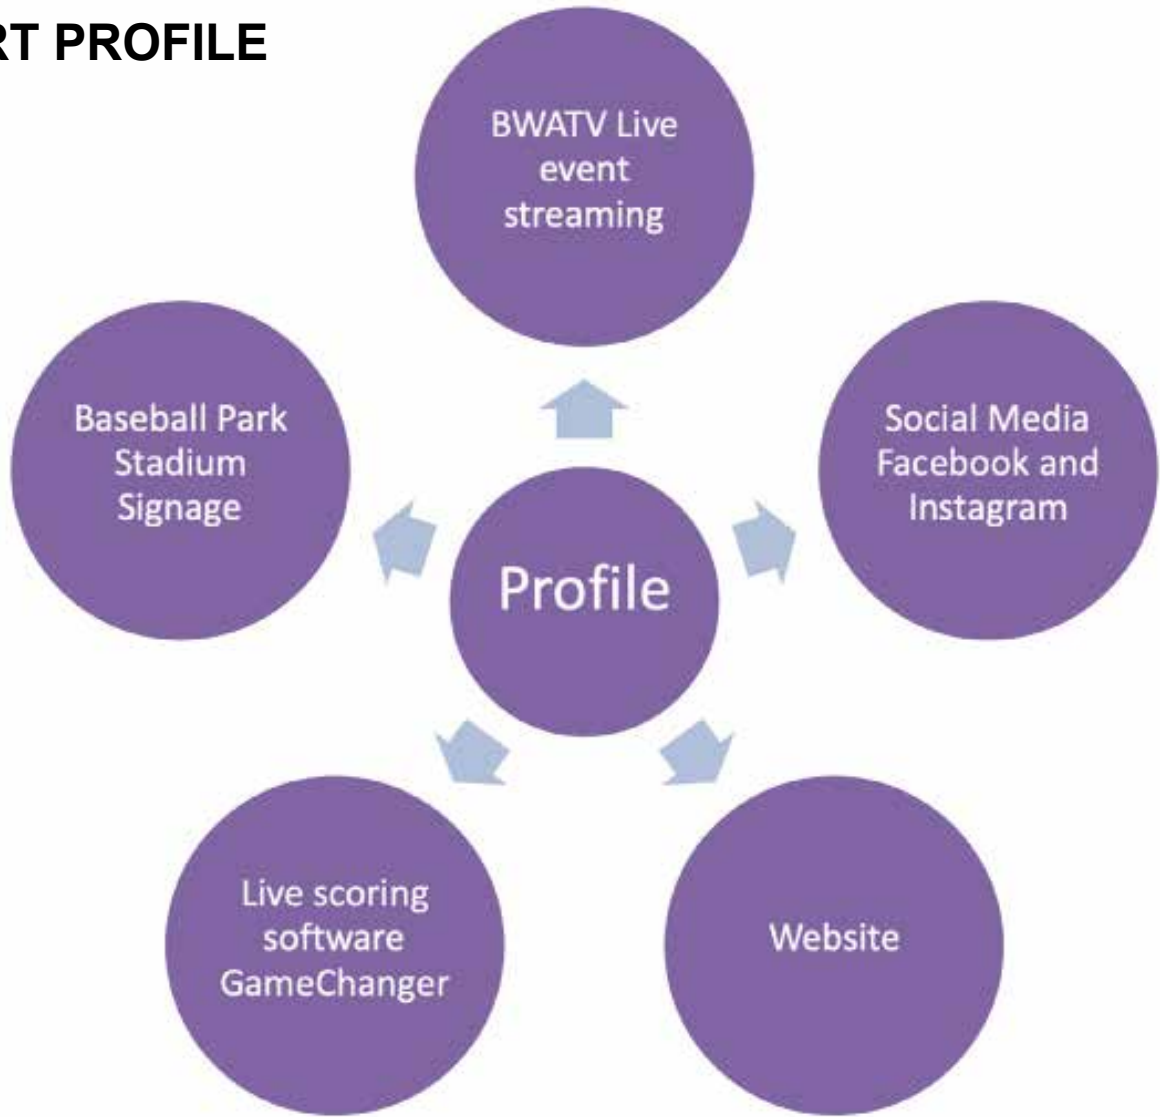 RT PROFILE
BWATV Live
event
streaming
Social Media
Facebook and
Instagram
Website
Live scoring
software
GameChanger
Baseball Park
Stadium
Signage
Profile